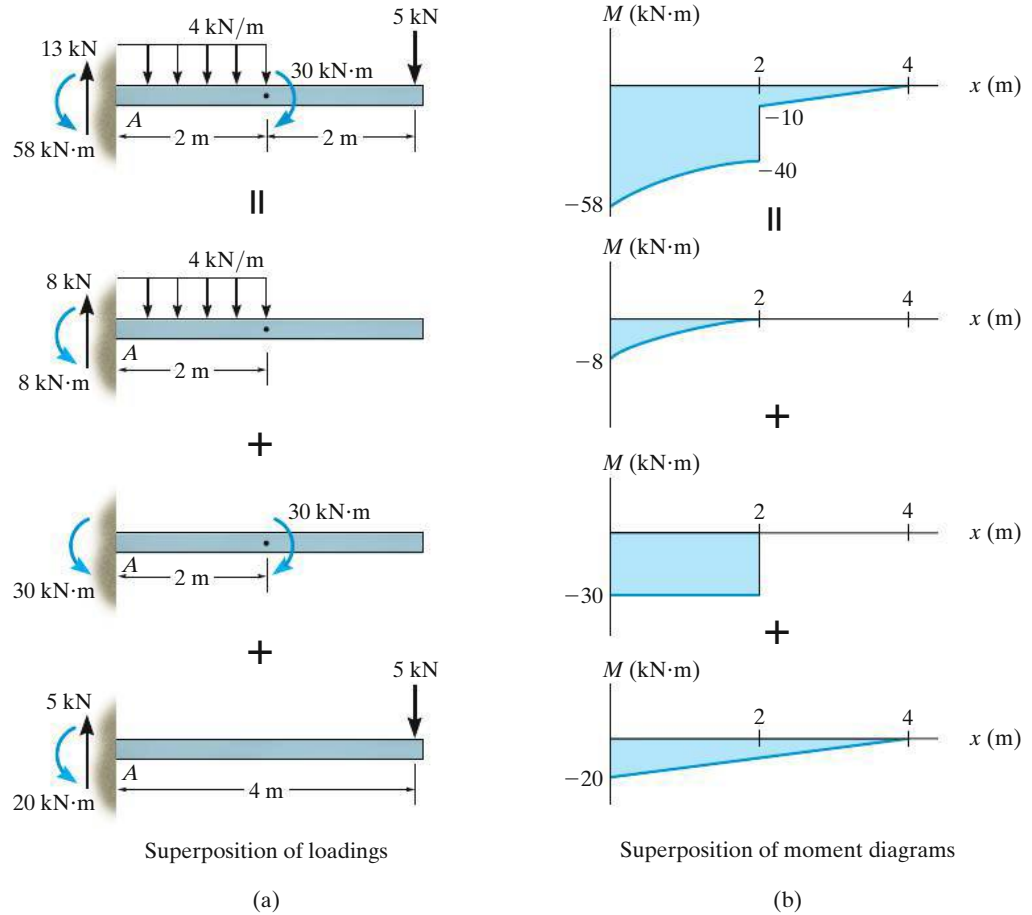 5 kN
4 kN/m
13 kN
30 kN·m
A
2 m
2 m
58 kN·m
M (kN·m)
2
4
x (m)
−10
−40
−58
=
=
4 kN/m
8 kN
A
2 m
8 kN·m
M (kN·m)
2
4
x (m)
−8
+
+
30 kN·m
A
2 m
30 kN·m
M (kN·m)
2
4
x (m)
−30
+
+
5 kN
5 kN
A
4 m
20 kN·m
M (kN·m)
2
4
x (m)
−20
Superposition of loadings
(a)
Superposition of moment diagrams
(b)